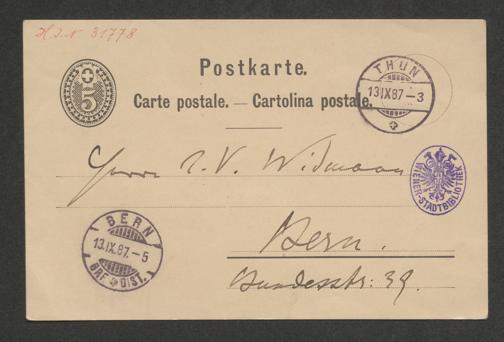 H.I.N. 31778
Postkarte.
Carte postale. — Cartolina postale.
5
THUN
13.IX.87.–3
Herrn J. V. Widmann
WIENER-STADTBIBLIOTHEK
BERN
13.IX.87.–5
BRF. DIST.
Bern.
Bundesstr: 39.